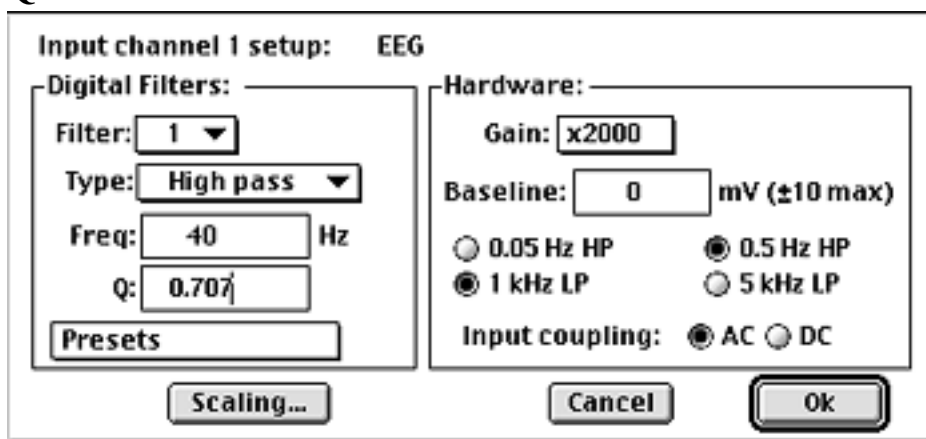 Input channel 1 setup: EEG
Digital Filters:
Filter: 1
Type: High pass
Freq: 40 Hz
Q: 0.707
Presets
Hardware:
Gain: x2000
Baseline: 0 mV (±10 max)
0.05 Hz HP 0.5 Hz HP
1 kHz LP 5 kHz LP
Input coupling: AC DC
Scaling... Cancel Ok